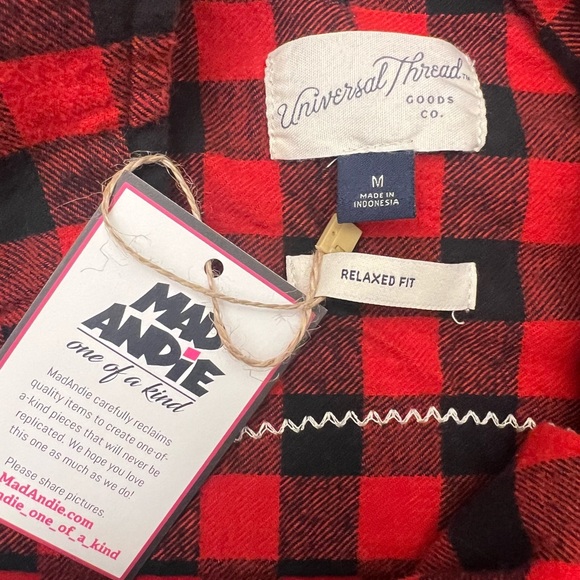 Universal Thread
GOODS
CO.
M
MADE IN
INDONESIA
RELAXED FIT
MAD
ANDiE
one of a kind
MadAndie carefully reclaims
quality items to create one-of-
a-kind pieces that will never be
replicated. We hope you love
this one as much as we do!
Please share pictures.
MadAndie.com
die_one_of_a_kind